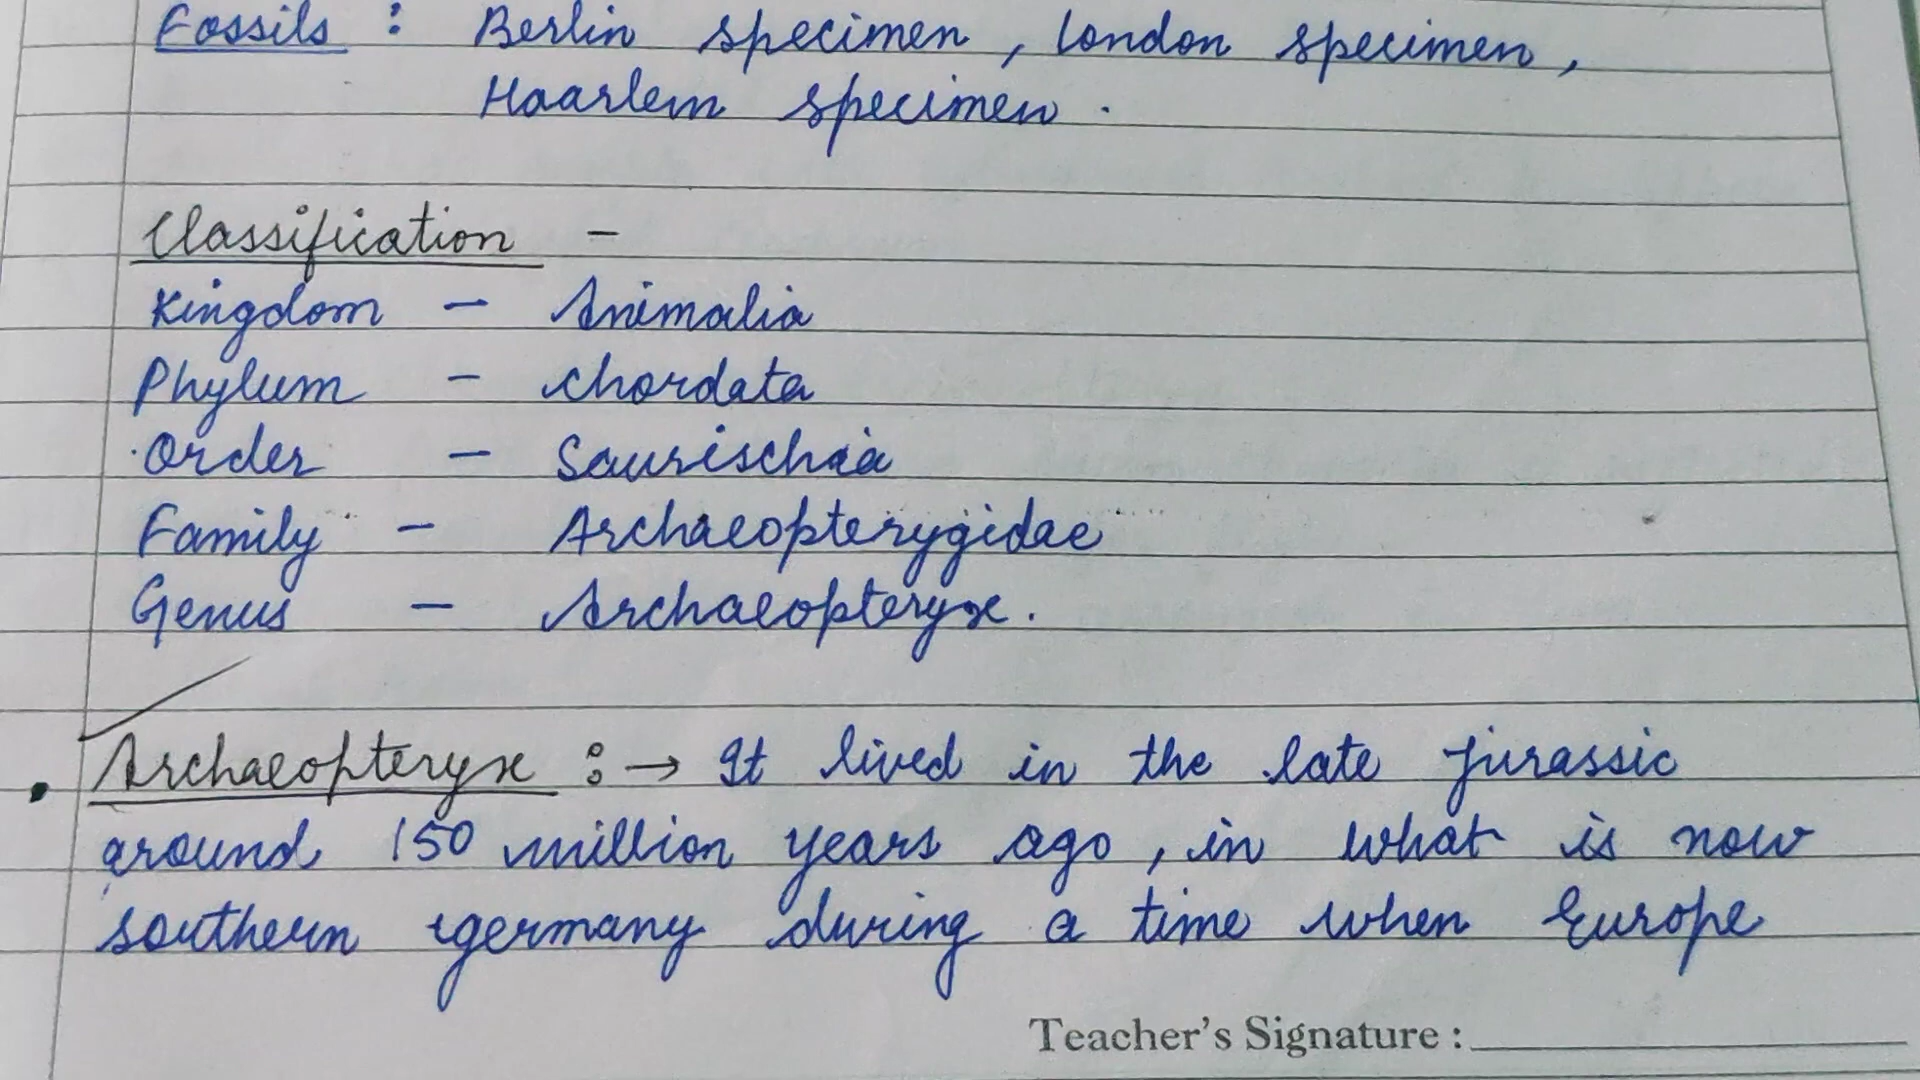 Fossils : Berlin specimen, London specimen,
Haarlem specimen.
Classification -
Kingdom - Animalia
Phylum - chordata
Order - Saurischia
Family - Archaeopterygidae
Genus - Archaeopteryx.
Archaeopteryx : → It lived in the late jurassic
around 150 million years ago, in what is now
southern germany during a time when Europe
Teacher's Signature :